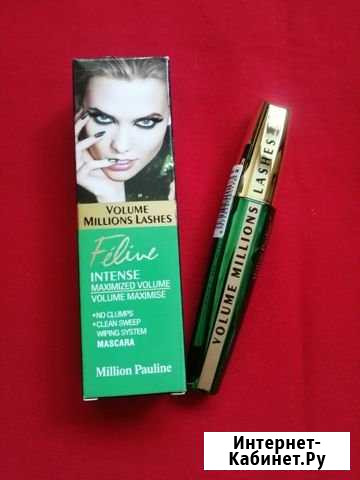 VOLUME
MILLIONS LASHES
Féline
INTENSE
MAXIMIZED VOLUME
VOLUME MAXIMISE
•NO CLUMPS
•CLEAN SWEEP
WIPING SYSTEM
MASCARA
Million Pauline
VOLUME MILLIONS LASHES
Интернет-
Кабинет.Ру